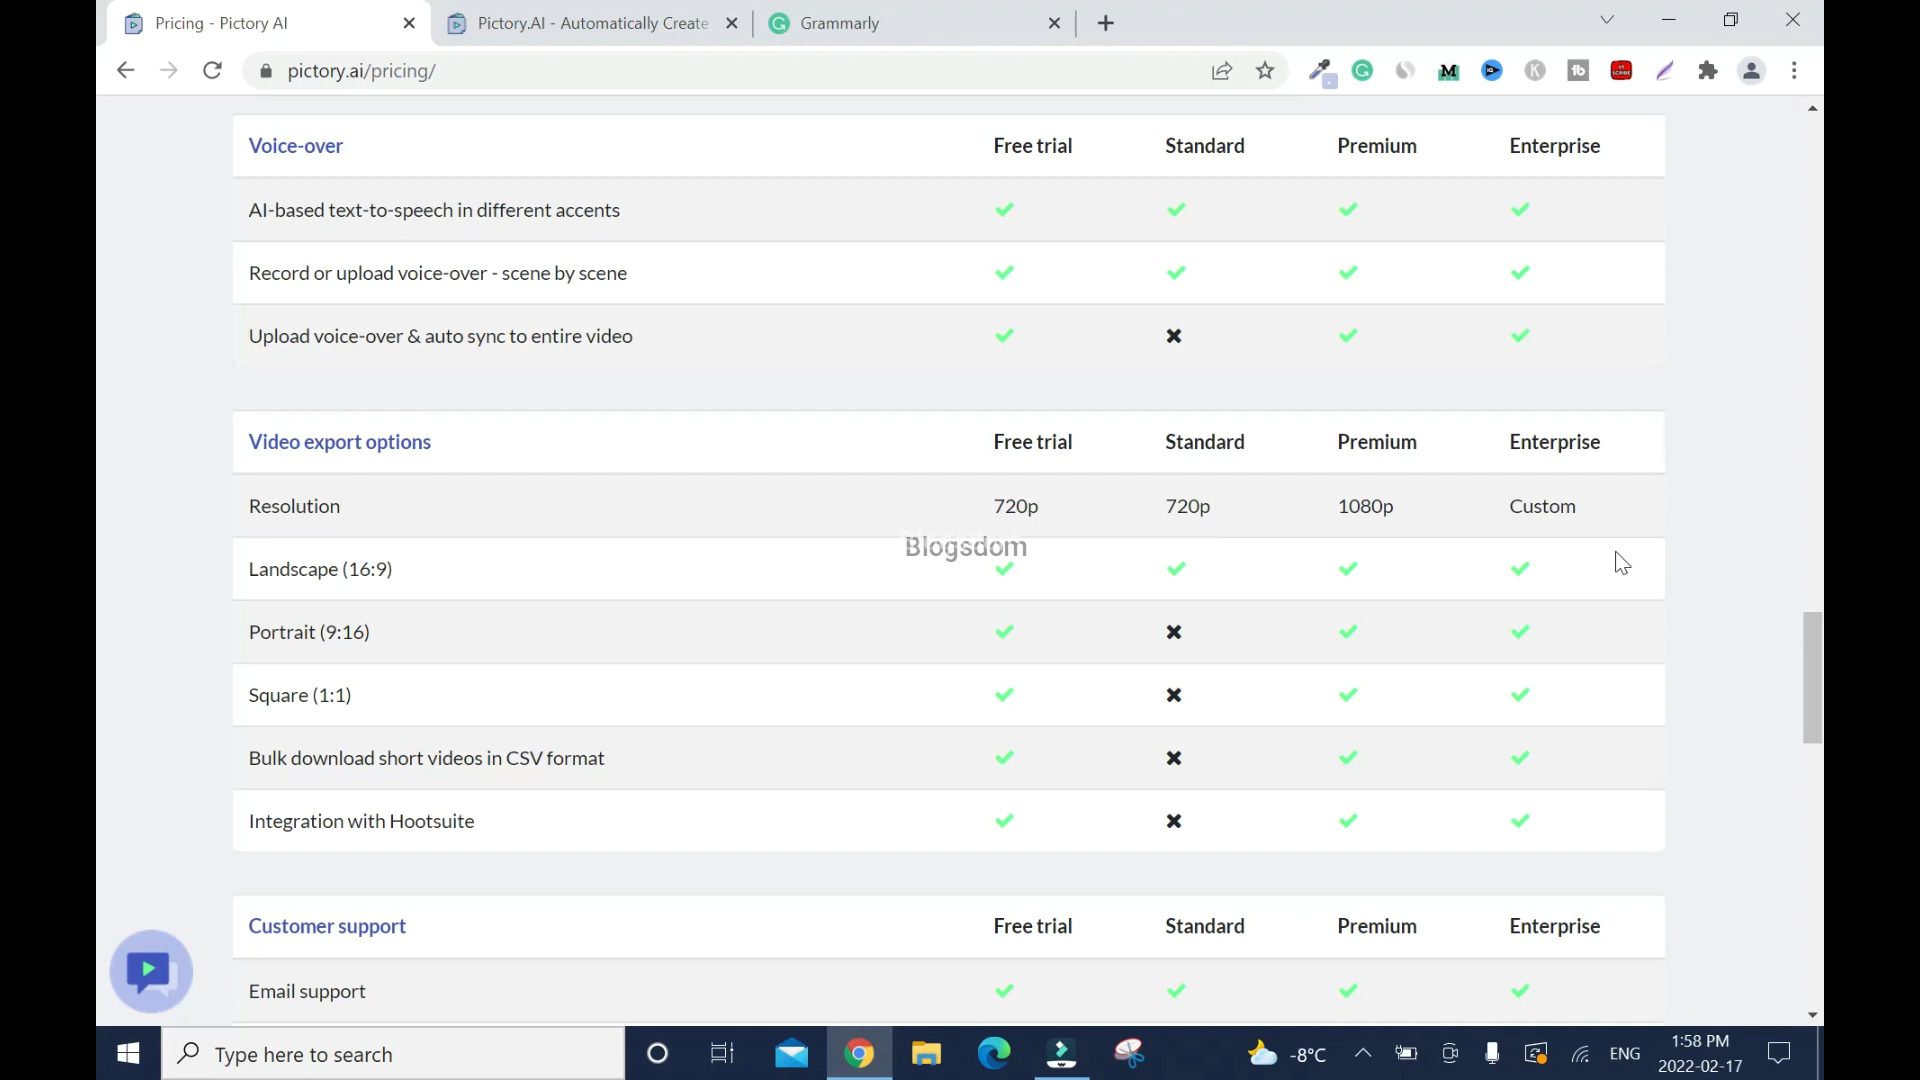 Pricing - Pictory AI
Pictory.AI - Automatically Create
Grammarly
pictory.ai/pricing/
Voice-over Free trial Standard Premium Enterprise
AI-based text-to-speech in different accents
Record or upload voice-over - scene by scene
Upload voice-over & auto sync to entire video
Video export options Free trial Standard Premium Enterprise
Resolution 720p 720p 1080p Custom
Blogsdom
Landscape (16:9)
Portrait (9:16)
Square (1:1)
Bulk download short videos in CSV format
Integration with Hootsuite
Customer support Free trial Standard Premium Enterprise
Email support
Type here to search
-8°C
ENG
1:58 PM
2022-02-17